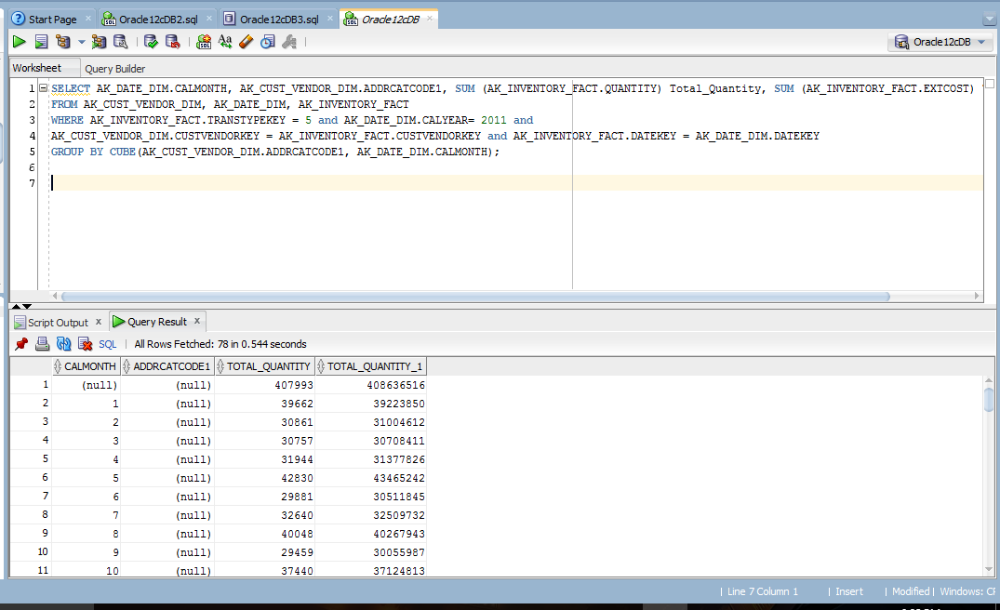 Start Page Oracle12cDB2.sql Oracle12cDB3.sql Oracle12cDB
Oracle12cDB
Worksheet Query Builder
1 SELECT AK_DATE_DIM.CALMONTH, AK_CUST_VENDOR_DIM.ADDRCATCODE1, SUM (AK_INVENTORY_FACT.QUANTITY) Total_Quantity, SUM (AK_INVENTORY_FACT.EXTCOST)
2 FROM AK_CUST_VENDOR_DIM, AK_DATE_DIM, AK_INVENTORY_FACT
3 WHERE AK_INVENTORY_FACT.TRANSTYPEKEY = 5 and AK_DATE_DIM.CALYEAR= 2011 and
4 AK_CUST_VENDOR_DIM.CUSTVENDORKEY = AK_INVENTORY_FACT.CUSTVENDORKEY and AK_INVENTORY_FACT.DATEKEY = AK_DATE_DIM.DATEKEY
5 GROUP BY CUBE(AK_CUST_VENDOR_DIM.ADDRCATCODE1, AK_DATE_DIM.CALMONTH);
6
7
Script Output x Query Result x
SQL | All Rows Fetched: 78 in 0.544 seconds
CALMONTH ADDRCATCODE1 TOTAL_QUANTITY TOTAL_QUANTITY_1
1 (null) (null) 407993 408636516
2 1 (null) 39662 39223850
3 2 (null) 30861 31004612
4 3 (null) 30757 30708411
5 4 (null) 31944 31377826
6 5 (null) 42830 43465242
7 6 (null) 29881 30511845
8 7 (null) 32640 32509732
9 8 (null) 40048 40267943
10 9 (null) 29459 30055987
11 10 (null) 37440 37124813
| Line 7 Column 1 | Insert | Modified | Windows: CF